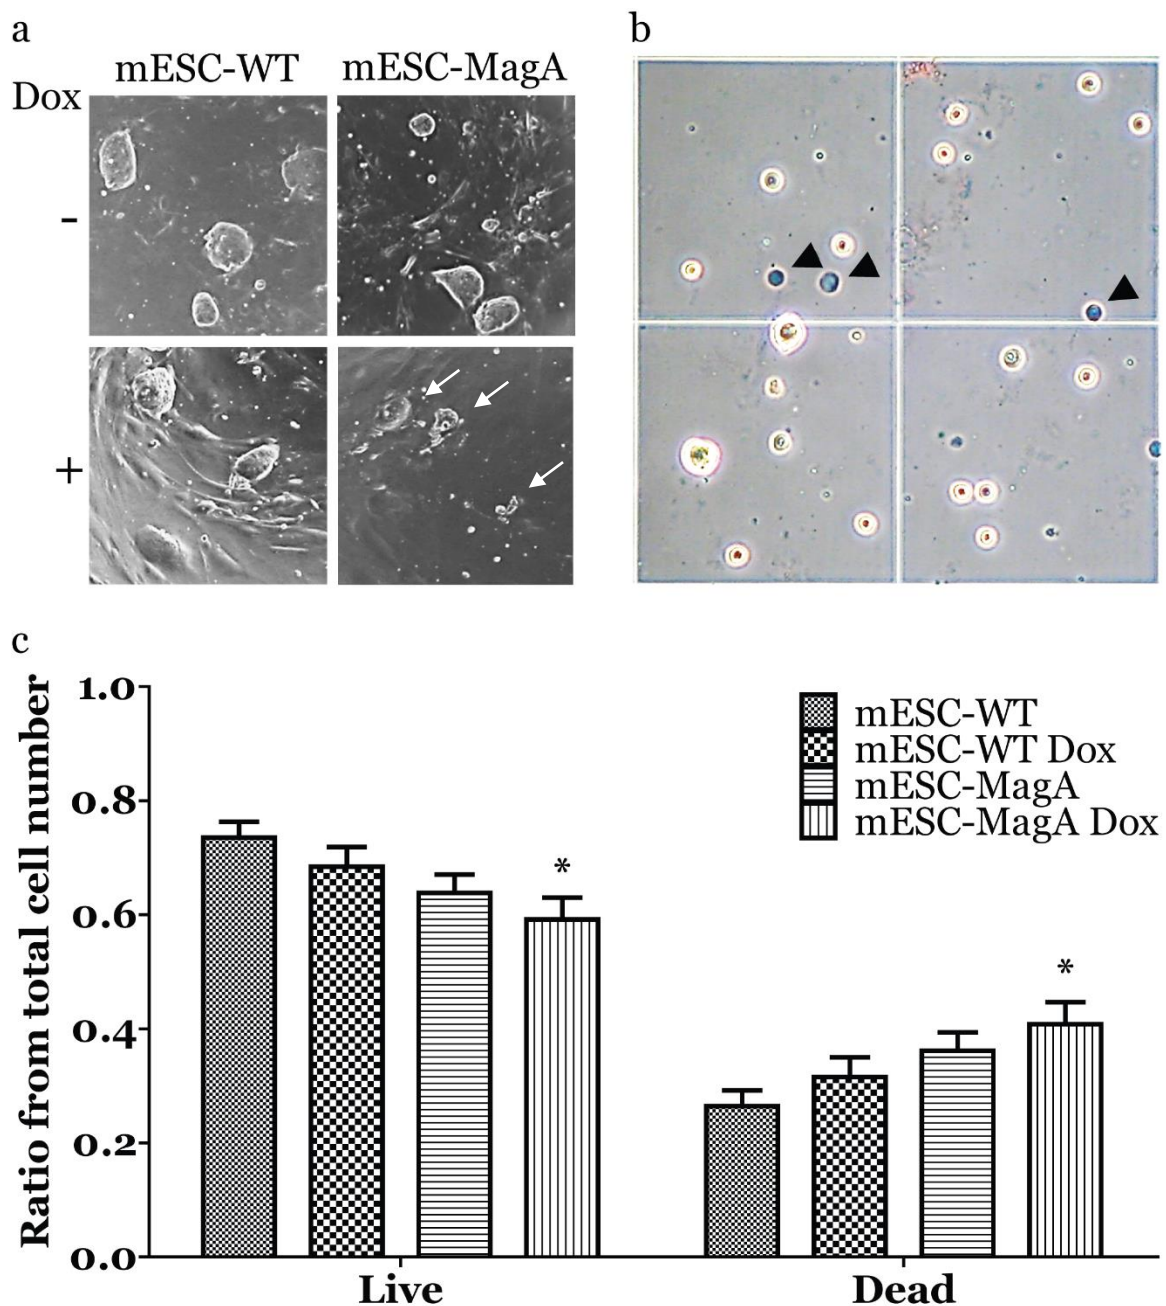 a
b
mESC-WT mESC-MagA
Dox
-
+
c
Ratio from total cell number
1.0
0.8
0.6
0.4
0.2
0.0
*
*
mESC-WT
mESC-WT Dox
mESC-MagA
mESC-MagA Dox
Live
Dead